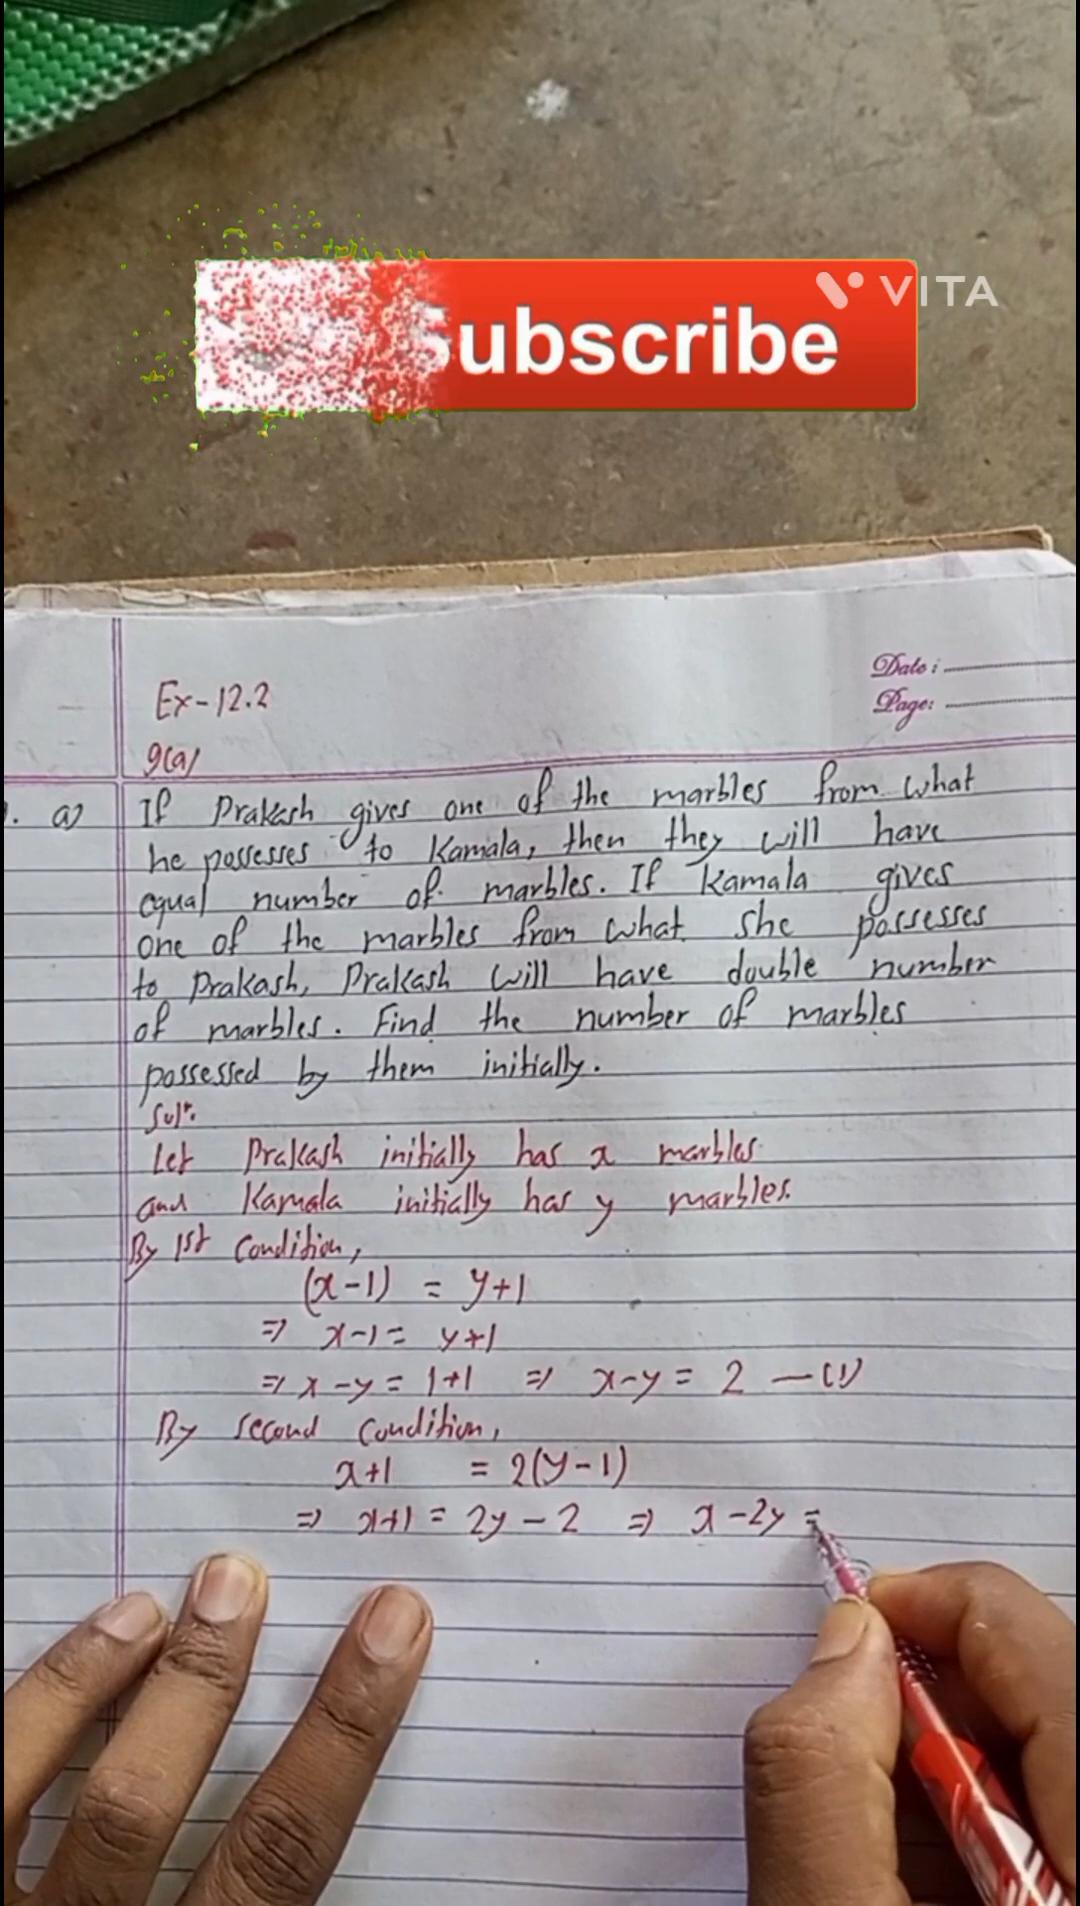 ubscribe
VITA
Date:
Page:
Ex-12.2
9(a)
a) If Prakash gives one of the marbles from what
he possesses to Kamala, then they will have
equal number of marbles. If Kamala gives
one of the marbles from what she possesses
to Prakash, Prakash will have double number
of marbles. Find the number of marbles
possessed by them initially.
Soln.
Let Prakash initially has x marbles
and Kamala initially has y marbles.
By 1st Condition,
(x-1) = y+1
⇒ x-1 = y+1
⇒ x-y = 1+1 ⇒ x-y = 2 —(1)
By second condition,
x+1 = 2(y-1)
⇒ x+1 = 2y-2 ⇒ x-2y =